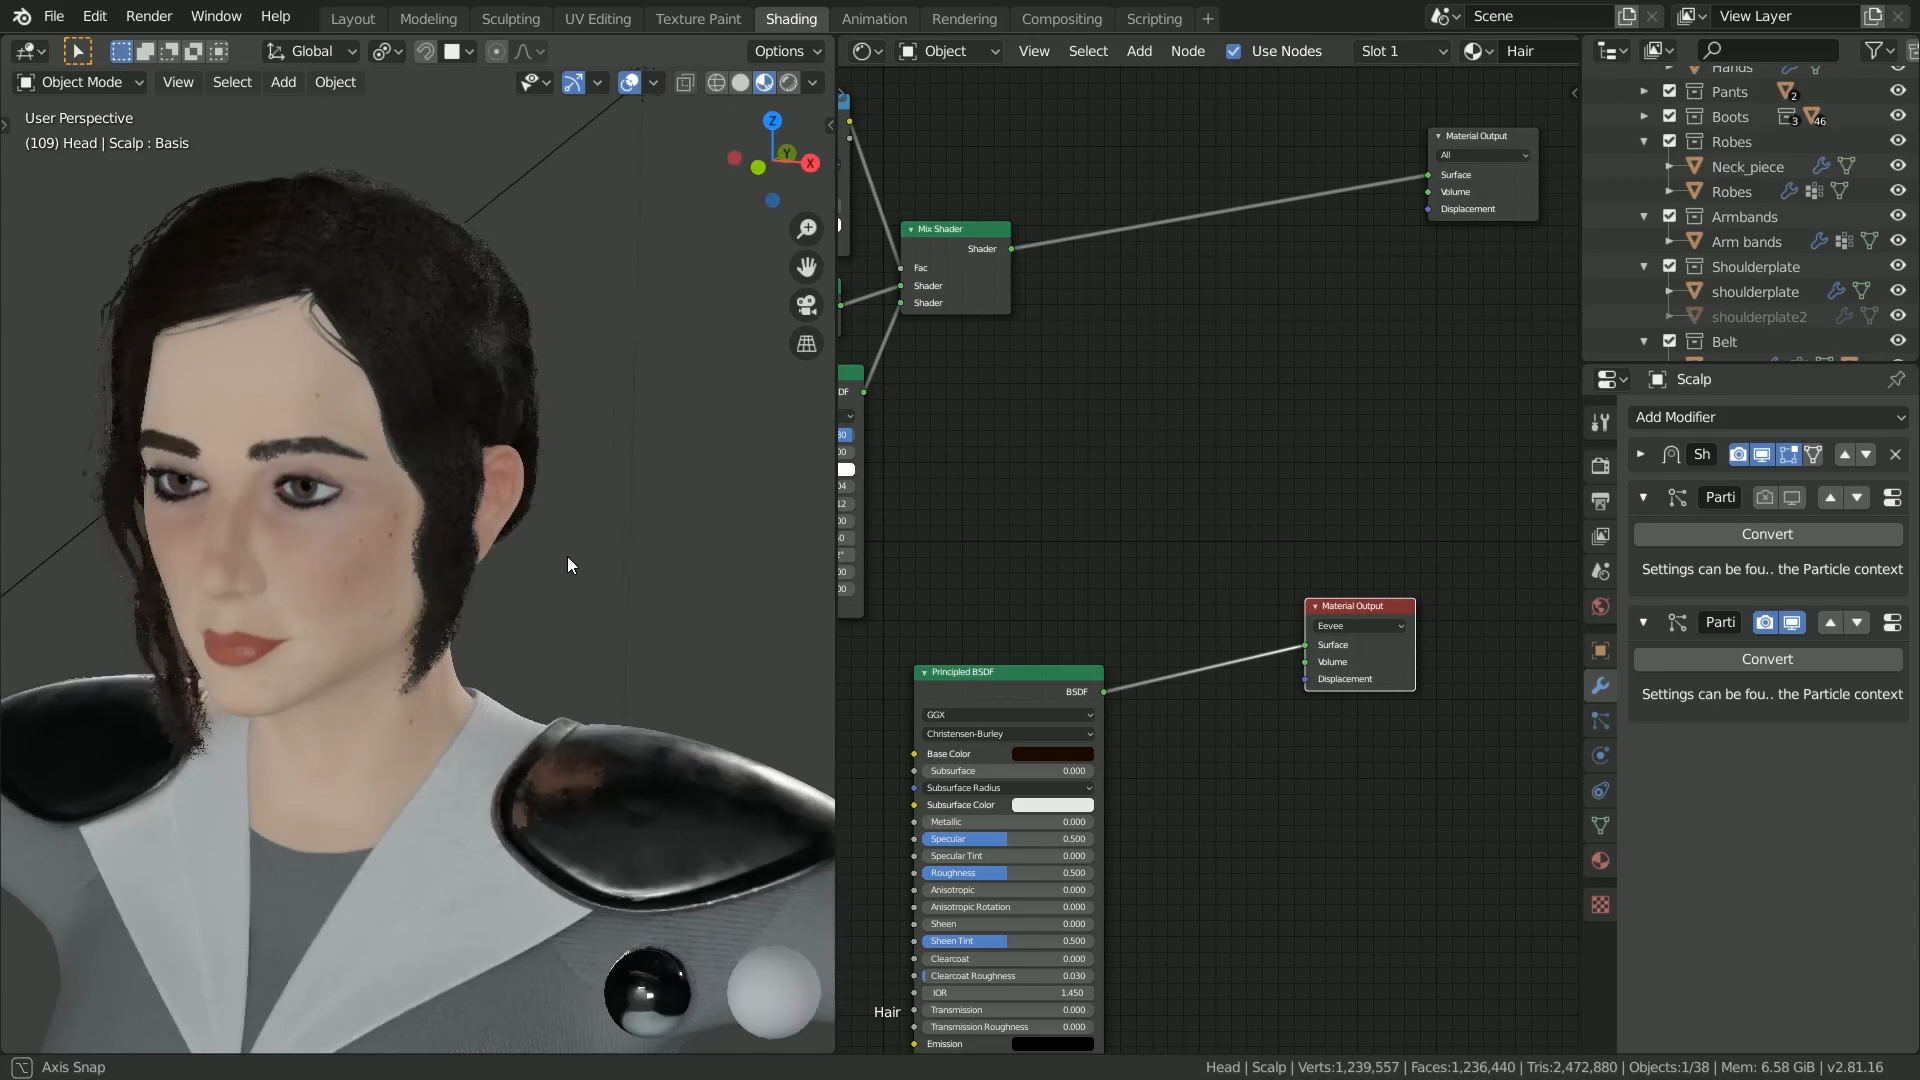 File Edit Render Window Help Layout Modeling Sculpting UV Editing Texture Paint Shading Animation Rendering Compositing Scripting + Scene View Layer
Global Options Object View Select Add Node Use Nodes Slot 1 Hair
Object Mode View Select Add Object
User Perspective
(109) Head | Scalp : Basis
Z
Y
X
Mix Shader
Shader
Fac
Shader
Shader
Material Output
All
Surface
Volume
Displacement
DF
Material Output
Eevee
Surface
Volume
Displacement
Principled BSDF
BSDF
GGX
Christensen-Burley
Base Color
Subsurface 0.000
Subsurface Radius
Subsurface Color
Metallic 0.000
Specular 0.500
Specular Tint 0.000
Roughness 0.500
Anisotropic 0.000
Anisotropic Rotation 0.000
Sheen 0.000
Sheen Tint 0.500
Clearcoat 0.000
Clearcoat Roughness 0.030
IOR 1.450
Transmission 0.000
Transmission Roughness 0.000
Emission
Hair
Hands
Pants 2
Boots 3 46
Robes
Neck_piece
Robes
Armbands
Arm bands
Shoulderplate
shoulderplate
shoulderplate2
Belt
Scalp
Add Modifier
Sh
Parti
Convert
Settings can be fou.. the Particle context
Parti
Convert
Settings can be fou.. the Particle context
Axis Snap
Head | Scalp | Verts:1,239,557 | Faces:1,236,440 | Tris:2,472,880 | Objects:1/38 | Mem: 6.58 GiB | v2.81.16